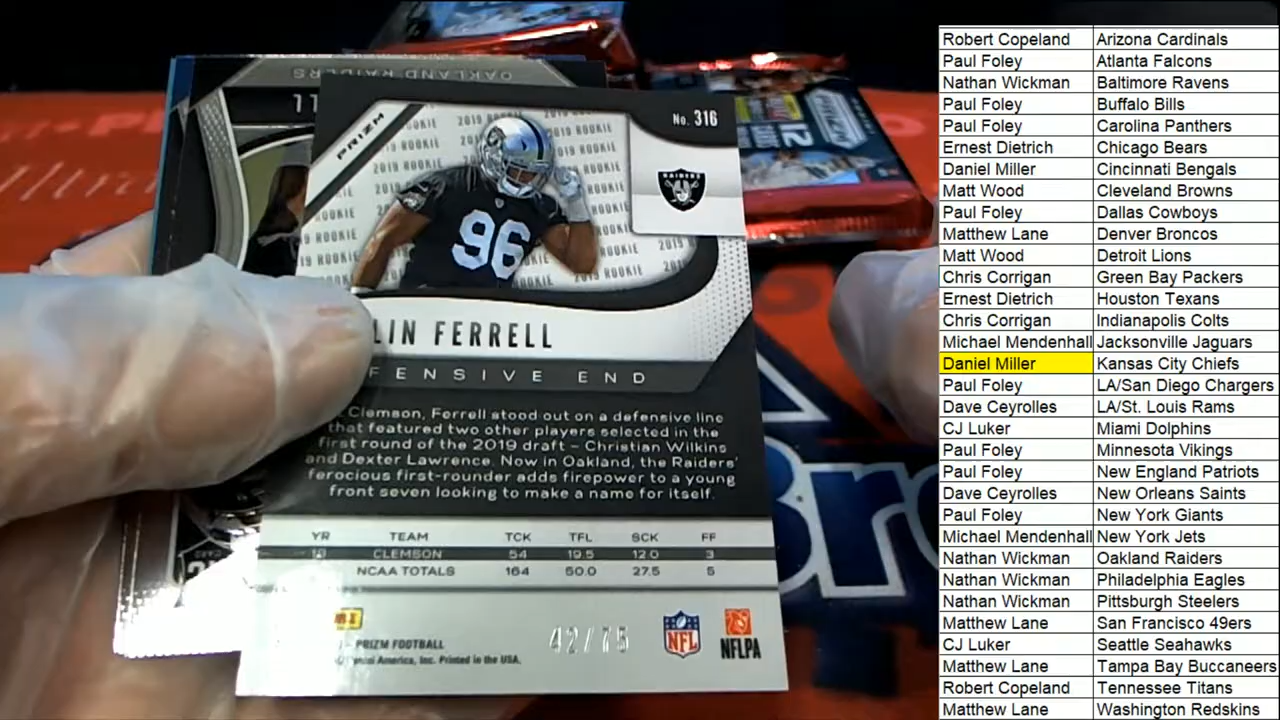 OAKLAND RAIDERS
11
PRIZM
2019 ROOKIE
No. 316
RAIDERS
96
LIN FERRELL
FENSIVE END
Clemson, Ferrell stood out on a defensive line
that featured two other players selected in the
first round of the 2019 draft – Christian Wilkins
and Dexter Lawrence. Now in Oakland, the Raiders'
ferocious first-rounder adds firepower to a young
front seven looking to make a name for itself.
YR TEAM TCK TFL SCK FF
18 CLEMSON 54 19.5 12.0 3
NCAA TOTALS 164 50.0 27.5 5
42/75
PRIZM FOOTBALL
America, Inc. Printed in the USA.
NFL
NFLPA
12
Robert Copeland Arizona Cardinals
Paul Foley Atlanta Falcons
Nathan Wickman Baltimore Ravens
Paul Foley Buffalo Bills
Paul Foley Carolina Panthers
Ernest Dietrich Chicago Bears
Daniel Miller Cincinnati Bengals
Matt Wood Cleveland Browns
Paul Foley Dallas Cowboys
Matthew Lane Denver Broncos
Matt Wood Detroit Lions
Chris Corrigan Green Bay Packers
Ernest Dietrich Houston Texans
Chris Corrigan Indianapolis Colts
Michael Mendenhall Jacksonville Jaguars
Daniel Miller Kansas City Chiefs
Paul Foley LA/San Diego Chargers
Dave Ceyrolles LA/St. Louis Rams
CJ Luker Miami Dolphins
Paul Foley Minnesota Vikings
Paul Foley New England Patriots
Dave Ceyrolles New Orleans Saints
Paul Foley New York Giants
Michael Mendenhall New York Jets
Nathan Wickman Oakland Raiders
Nathan Wickman Philadelphia Eagles
Nathan Wickman Pittsburgh Steelers
Matthew Lane San Francisco 49ers
CJ Luker Seattle Seahawks
Matthew Lane Tampa Bay Buccaneers
Robert Copeland Tennessee Titans
Matthew Lane Washington Redskins